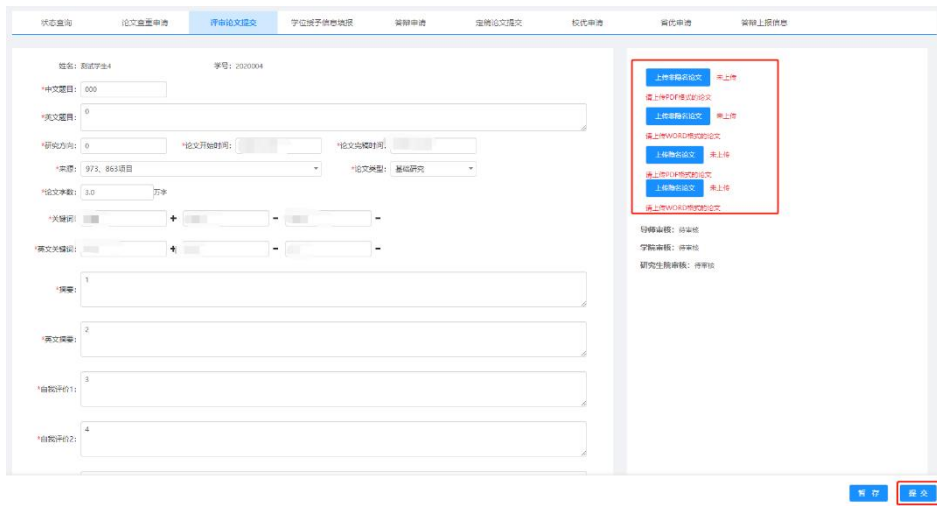 状态查询 论文查重申请 评审论文提交 学位授予信息填报 答辩申请 定稿论文提交 校优申请 省优申请 答辩上报信息
姓名：测试学生4 学号：2020004
*中文题目： 000
*英文题目： 0
*研究方向： 0 *论文开始时间： *论文完稿时间：
*来源： 973、863项目 *论文类型： 基础研究
*论文字数： 3.0 万字
*关键词： + - -
*英文关键词： + - -
*摘要： 1
*英文摘要： 2
*自我评价1： 3
*自我评价2： 4
上传非隐名论文 未上传
请上传PDF格式的论文
上传非隐名论文 未上传
请上传WORD格式的论文
上传隐名论文 未上传
请上传PDF格式的论文
上传隐名论文 未上传
请上传WORD格式的论文
导师审核：待审核
学院审核：待审核
研究生院审核：待审核
暂 存 提 交